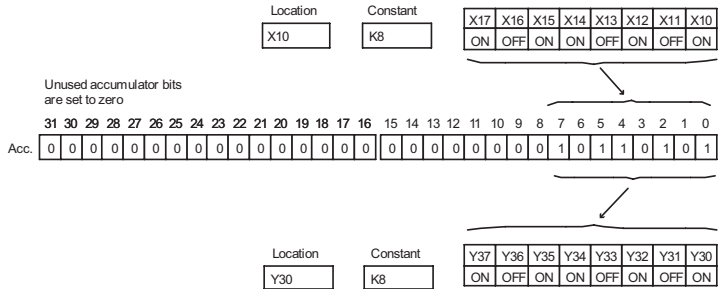 Location Constant X17 X16 X15 X14 X13 X12 X11 X10
X10 K8 ON OFF ON ON OFF ON OFF ON
Unused accumulator bits
are set to zero
31 30 29 28 27 26 25 24 23 22 21 20 19 18 17 16 15 14 13 12 11 10 9 8 7 6 5 4 3 2 1 0
Acc. 0 0 0 0 0 0 0 0 0 0 0 0 0 0 0 0 0 0 0 0 0 0 0 0 1 0 1 1 0 1 0 1
Location Constant Y37 Y36 Y35 Y34 Y33 Y32 Y31 Y30
Y30 K8 ON OFF ON ON OFF ON OFF ON